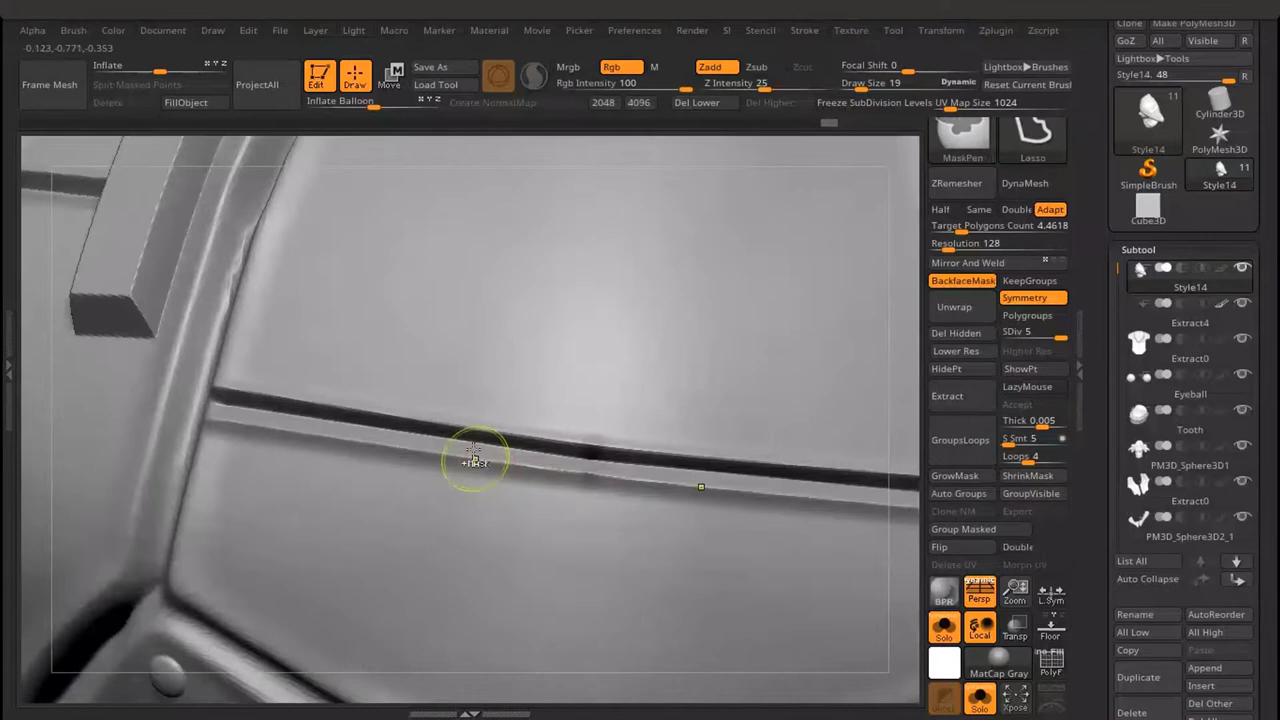 Alpha Brush Color Document Draw Edit File Layer Light Macro Marker Material Movie Picker Preferences Render Stencil Stroke Texture Tool Transform Zplugin Zscript
-0.123,-0.771,-0.353
Frame Mesh
Inflate
Split Masked Points
Delete
FillObject
ProjectAll
Edit
Draw
Move
Inflate Balloon
Save As
Load Tool
Create NormalMap
Mrgb Rgb M
Rgb Intensity 100
2048 4096
Zadd Zsub Zcut
Z Intensity 25
Del Lower Del Higher
Focal Shift 0
Draw Size 19 Dynamic
Freeze SubDivision Levels
UV Map Size 1024
Lightbox▶Brushes
Reset Current Brush
MaskPen
Lasso
ZRemesher DynaMesh
Half Same Double Adapt
Target Polygons Count 4.4618
Resolution 128
Mirror And Weld
BackfaceMask KeepGroups
Unwrap
Symmetry
Polygroups
Del Hidden SDiv 5
Lower Res Higher Res
HidePt ShowPt
Extract
LazyMouse
Accept
Thick 0.005
GroupsLoops
S Smt 5
Loops 4
GrowMask ShrinkMask
Auto Groups GroupVisible
Clone NM Export
Group Masked
Flip Double
Delete UV Morph UV
BPR
Dynamic
Persp
Zoom
L.Sym
Solo
Local
Transp
Floor
MatCap Gray
PolyF
Solo
Xpose
Clone Make PolyMesh3D
GoZ All Visible R
Lightbox▶Tools
Style14. 48 R
11
Style14
Cylinder3D
PolyMesh3D
SimpleBrush
11
Style14
Cube3D
Subtool
Style14
Extract4
Extract0
Eyeball
Tooth
PM3D_Sphere3D1
Extract0
PM3D_Sphere3D2_1
List All
Auto Collapse
Rename AutoReorder
All Low All High
Copy Paste
Duplicate
Append
Insert
Delete
Del Other